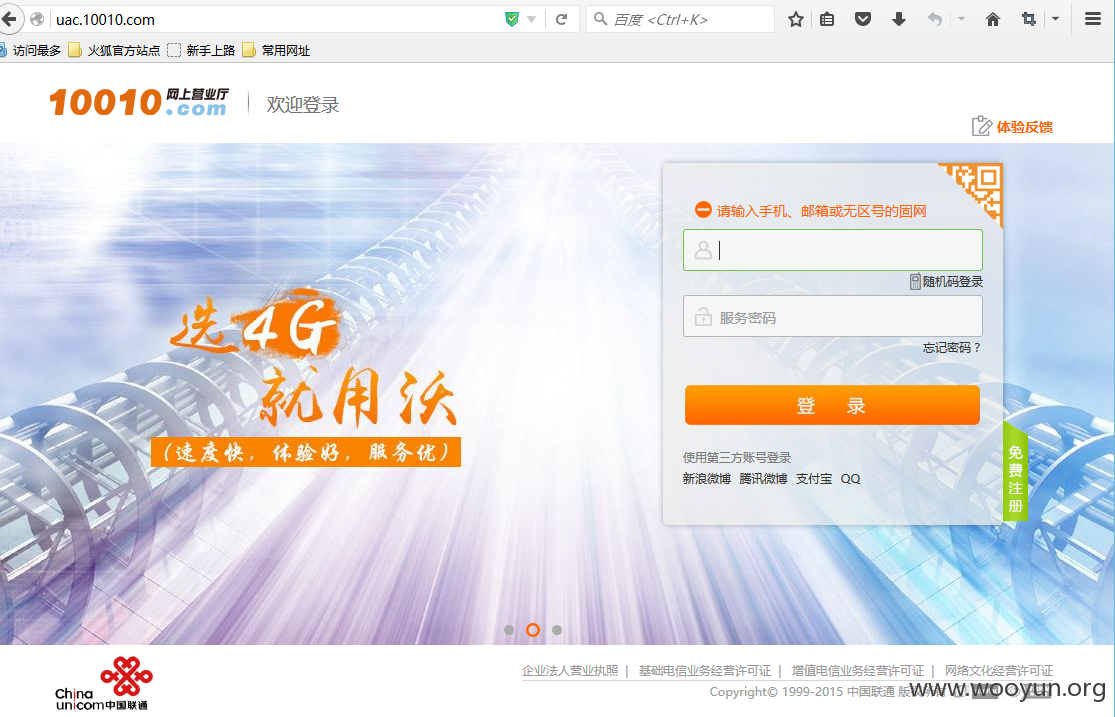 uac.10010.com
百度 <Ctrl+K>
访问最多 火狐官方站点 新手上路 常用网址
10010 网上营业厅 .com 欢迎登录
体验反馈
请输入手机、邮箱或无区号的固网
随机码登录
服务密码
忘记密码？
登 录
使用第三方账号登录
新浪微博 腾讯微博 支付宝 QQ
免费注册
选4G
就用沃
(速度快，体验好，服务优)
China unicom中国联通
企业法人营业执照 | 基础电信业务经营许可证 | 增值电信业务经营许可证 | 网络文化经营许可证
Copyright© 1999-2015 中国联通 版权所有
www.wooyun.org